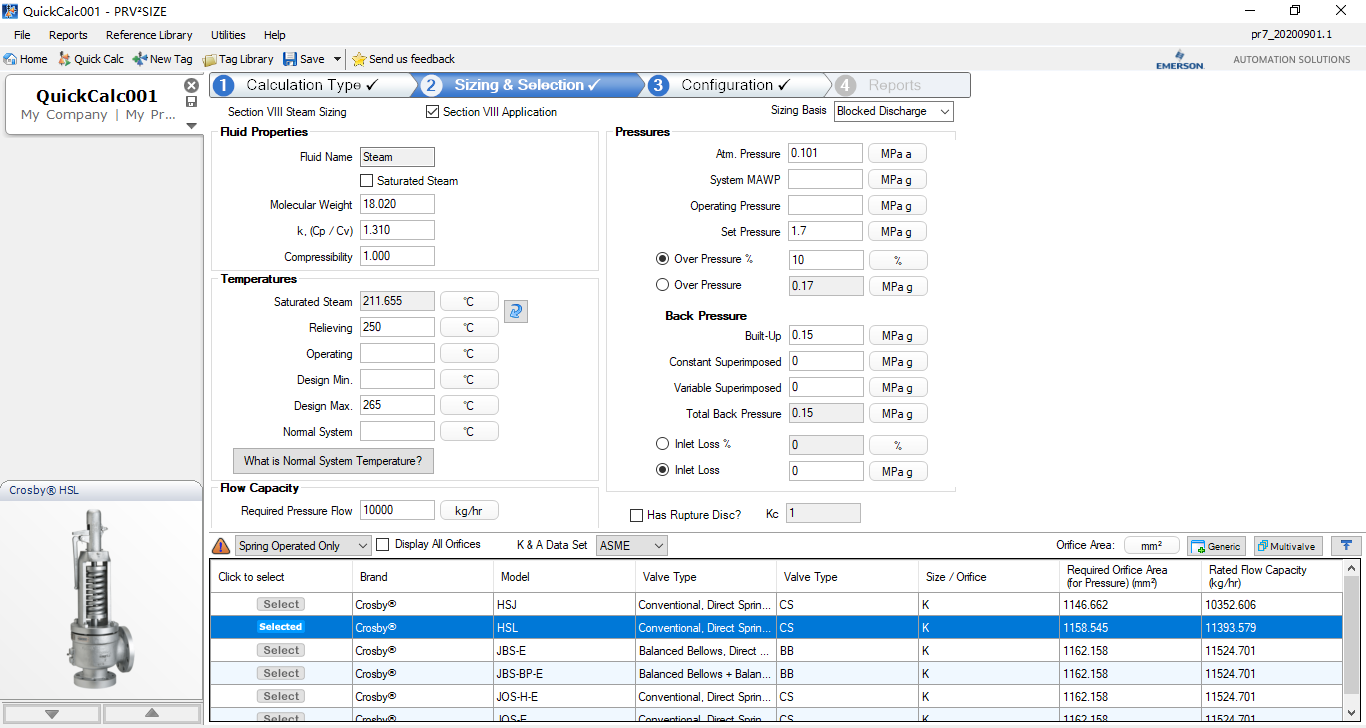 QuickCalc001 - PRV²SIZE
File Reports Reference Library Utilities Help pr7_20200901.1
Home Quick Calc New Tag Tag Library Save Send us feedback EMERSON. AUTOMATION SOLUTIONS
QuickCalc001
My Company | My Pr...
1 Calculation Type ✓ 2 Sizing & Selection ✓ 3 Configuration ✓ 4 Reports
Section VIII Steam Sizing Section VIII Application Sizing Basis Blocked Discharge
Fluid Properties
Fluid Name Steam
Saturated Steam
Molecular Weight 18.020
k, (Cp / Cv) 1.310
Compressibility 1.000
Temperatures
Saturated Steam 211.655 °C
Relieving 250 °C
Operating °C
Design Min. °C
Design Max. 265 °C
Normal System °C
What is Normal System Temperature?
Flow Capacity
Required Pressure Flow 10000 kg/hr
Pressures
Atm. Pressure 0.101 MPa a
System MAWP MPa g
Operating Pressure MPa g
Set Pressure 1.7 MPa g
Over Pressure % 10 %
Over Pressure 0.17 MPa g
Back Pressure
Built-Up 0.15 MPa g
Constant Superimposed 0 MPa g
Variable Superimposed 0 MPa g
Total Back Pressure 0.15 MPa g
Inlet Loss % 0 %
Inlet Loss 0 MPa g
Has Rupture Disc? Kc 1
Crosby® HSL
Spring Operated Only Display All Orifices K & A Data Set ASME Orifice Area: mm² Generic Multivalve
Click to select Brand Model Valve Type Valve Type Size / Orifice Required Orifice Area (for Pressure) (mm²) Rated Flow Capacity (kg/hr)
Select Crosby® HSJ Conventional, Direct Sprin... CS K 1146.662 10352.606
Selected Crosby® HSL Conventional, Direct Sprin... CS K 1158.545 11393.579
Select Crosby® JBS-E Balanced Bellows, Direct ... BB K 1162.158 11524.701
Select Crosby® JBS-BP-E Balanced Bellows + Balan... BB K 1162.158 11524.701
Select Crosby® JOS-H-E Conventional, Direct Sprin... CS K 1162.158 11524.701
Select Crosby® JOS-E Conventional, Direct Sprin... CS K 1162.158 11524.701